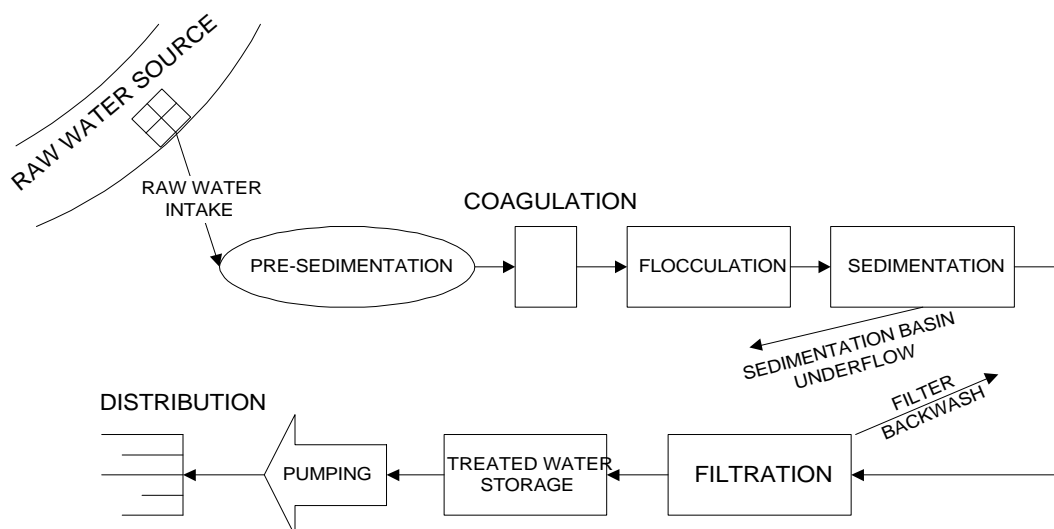 RAW WATER SOURCE
RAW WATER
INTAKE
COAGULATION
PRE-SEDIMENTATION
FLOCCULATION
SEDIMENTATION
SEDIMENTATION BASIN
UNDERFLOW
FILTER
BACKWASH
DISTRIBUTION
PUMPING
TREATED WATER
STORAGE
FILTRATION